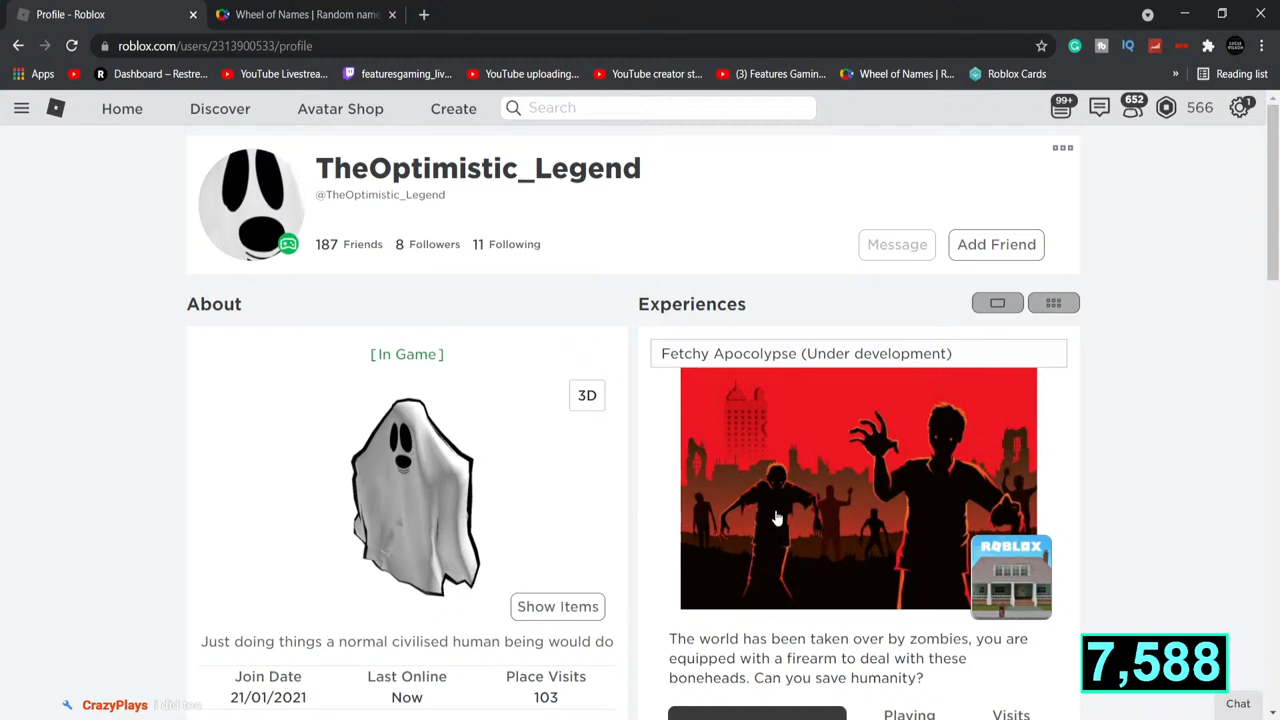 Profile - Roblox
Wheel of Names | Random name
roblox.com/users/2313900533/profile
Apps
Dashboard – Restre...
YouTube Livestrea...
featuresgaming_liv...
YouTube uploading...
YouTube creator st...
(3) Features Gamin...
Wheel of Names | R...
Roblox Cards
»
Reading list
Home
Discover
Avatar Shop
Create
Search
99+
652
566
1
TheOptimistic_Legend
@TheOptimistic_Legend
187 Friends 8 Followers 11 Following
Message
Add Friend
About
[ In Game ]
3D
Show Items
Just doing things a normal civilised human being would do
Join Date Last Online Place Visits
21/01/2021 Now 103
CrazyPlays i did too
Experiences
Fetchy Apocolypse (Under development)
ROBLOX
The world has been taken over by zombies, you are
equipped with a firearm to deal with these
boneheads. Can you save humanity?
Playing Visits
7,588
Chat